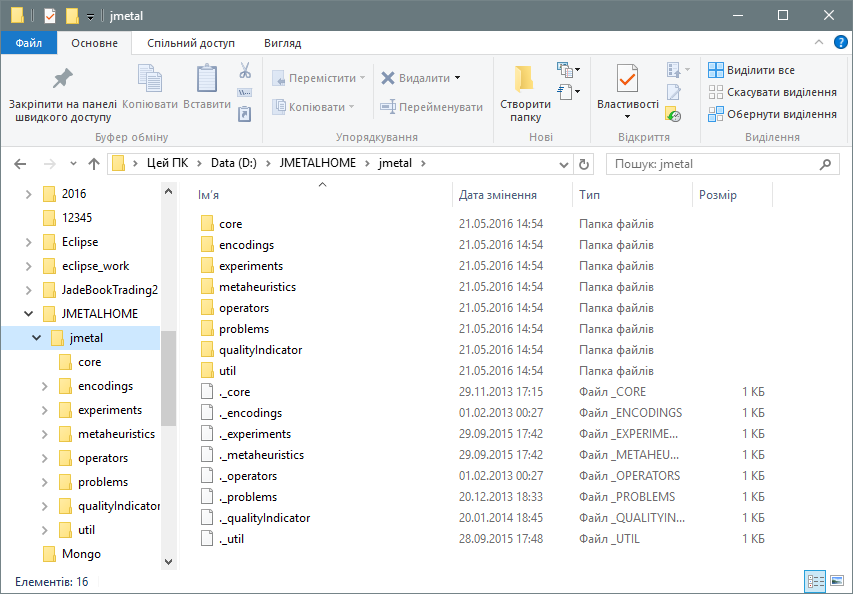 jmetal
Файл Основне Спільний доступ Вигляд
Закріпити на панелі швидкого доступу
Копіювати
Вставити
Перемістити
Копіювати
Видалити
Перейменувати
Створити папку
Властивості
Виділити все
Скасувати виділення
Обернути виділення
Буфер обміну Упорядкування Нові Відкриття Виділення
Цей ПК Data (D:) JMETALHOME jmetal
Пошук: jmetal
2016
12345
Eclipse
eclipse_work
JadeBookTrading2
JMETALHOME
jmetal
core
encodings
experiments
metaheuristics
operators
problems
qualityIndicator
util
Mongo
Ім'я Дата змінення Тип Розмір
core 21.05.2016 14:54 Папка файлів
encodings 21.05.2016 14:54 Папка файлів
experiments 21.05.2016 14:54 Папка файлів
metaheuristics 21.05.2016 14:54 Папка файлів
operators 21.05.2016 14:54 Папка файлів
problems 21.05.2016 14:54 Папка файлів
qualityIndicator 21.05.2016 14:54 Папка файлів
util 21.05.2016 14:54 Папка файлів
._core 29.11.2013 17:15 Файл _CORE 1 КБ
._encodings 01.02.2013 00:27 Файл _ENCODINGS 1 КБ
._experiments 29.09.2015 17:42 Файл _EXPERIME... 1 КБ
._metaheuristics 29.09.2015 17:42 Файл _METAHEU... 1 КБ
._operators 01.02.2013 00:27 Файл _OPERATORS 1 КБ
._problems 20.12.2013 18:33 Файл _PROBLEMS 1 КБ
._qualityIndicator 20.01.2014 18:45 Файл _QUALITYIN... 1 КБ
._util 28.09.2015 17:48 Файл _UTIL 1 КБ
Елементів: 16